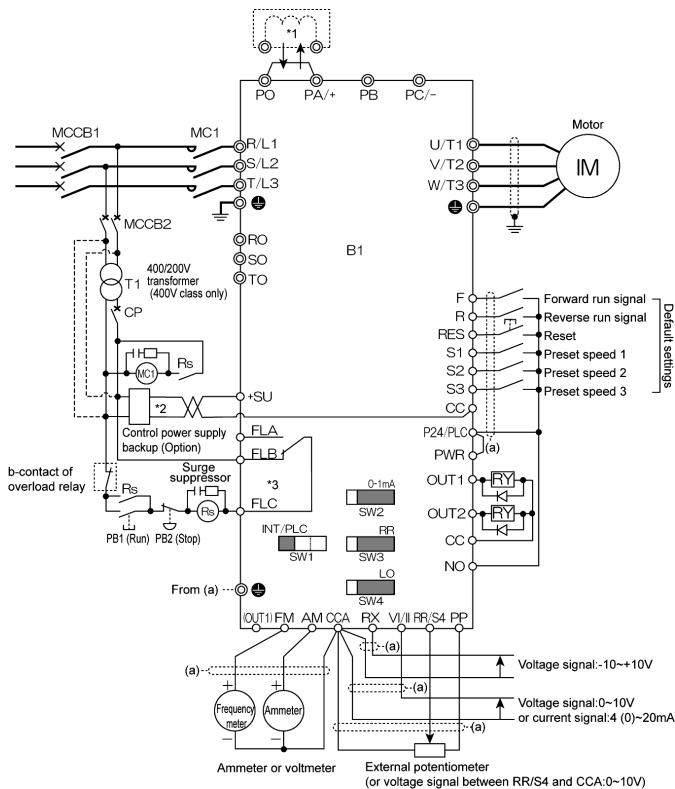 *1
PO PA/+ PB PC/-
MCCB1 MC1
R/L1
S/L2
T/L3
U/T1
V/T2
W/T3
Motor
IM
MCCB2
RO
SO
TO
B1
T1
400/200V
transformer
(400V class only)
CP
MC1
Rs
*2
Control power supply
backup (Option)
+SU
FLA
FLB
FLC
*3
b-contact of
overload relay
Rs
Surge
suppressor
Rs
PB1 (Run) PB2 (Stop)
F Forward run signal
R Reverse run signal
RES Reset
S1 Preset speed 1
S2 Preset speed 2
S3 Preset speed 3
Default settings
CC
P24/PLC
(a)
PWR
OUT1 RY
OUT2 RY
CC
NO
0-1mA
SW2
INT/PLC
SW1
RR
SW3
LO
SW4
From (a)
(OUT1) FM AM CCA RX VI/II RR/S4 PP
(a)
(a)
Voltage signal:-10~+10V
(a)
Voltage signal:0~10V
or current signal:4 (0)~20mA
(a)
+ +
Frequency
meter
Ammeter
- -
Ammeter or voltmeter
External potentiometer
(or voltage signal between RR/S4 and CCA:0~10V)